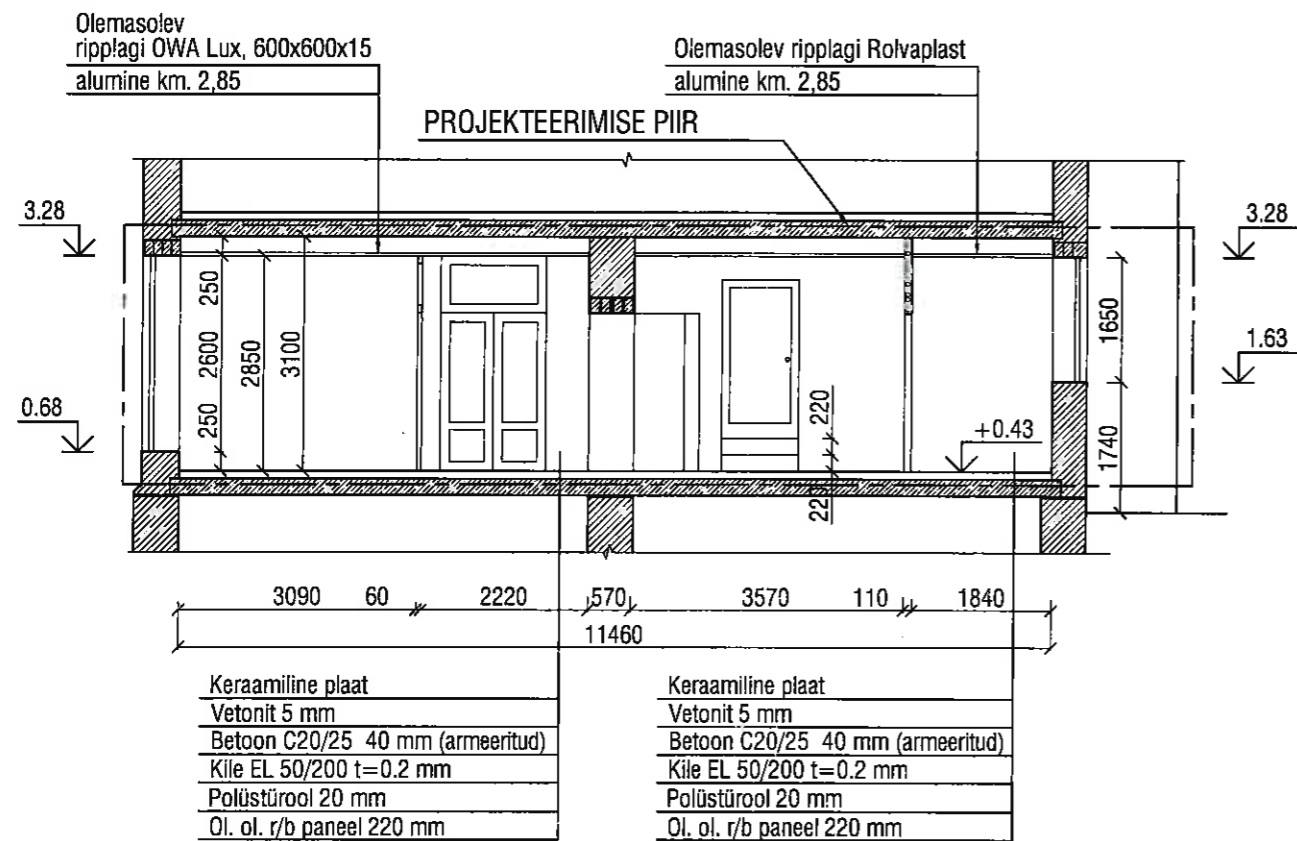 Olemasolev
ripplagi OWA Lux, 600x600x15
alumine km. 2,85
Olemasolev ripplagi Rolvaplast
alumine km. 2,85
PROJEKTEERIMISE PIIR
3.28
3.28
250
2600
2850
3100
250
1650
1.63
0.68
220
+0.43
1740
220
3090
60
2220
570
3570
110
1840
11460
Keraamiline plaat
Vetonit 5 mm
Betoon C20/25 40 mm (armeeritud)
Kile EL 50/200 t=0.2 mm
Polüstürool 20 mm
Ol. ol. r/b paneel 220 mm
Keraamiline plaat
Vetonit 5 mm
Betoon C20/25 40 mm (armeeritud)
Kile EL 50/200 t=0.2 mm
Polüstürool 20 mm
Ol. ol. r/b paneel 220 mm